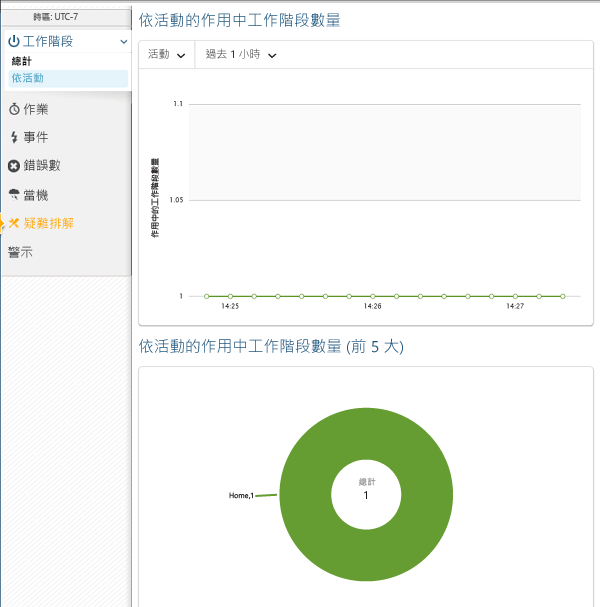 時區: UTC-7
工作階段
總計
依活動
作業
事件
錯誤數
當機
疑難排解
警示
依活動的作用中工作階段數量
活動
過去 1 小時
作用中的工作階段數量
1.1
1.05
1
14:25
14:26
14:27
依活動的作用中工作階段數量 (前 5 大)
Home,1
總計
1